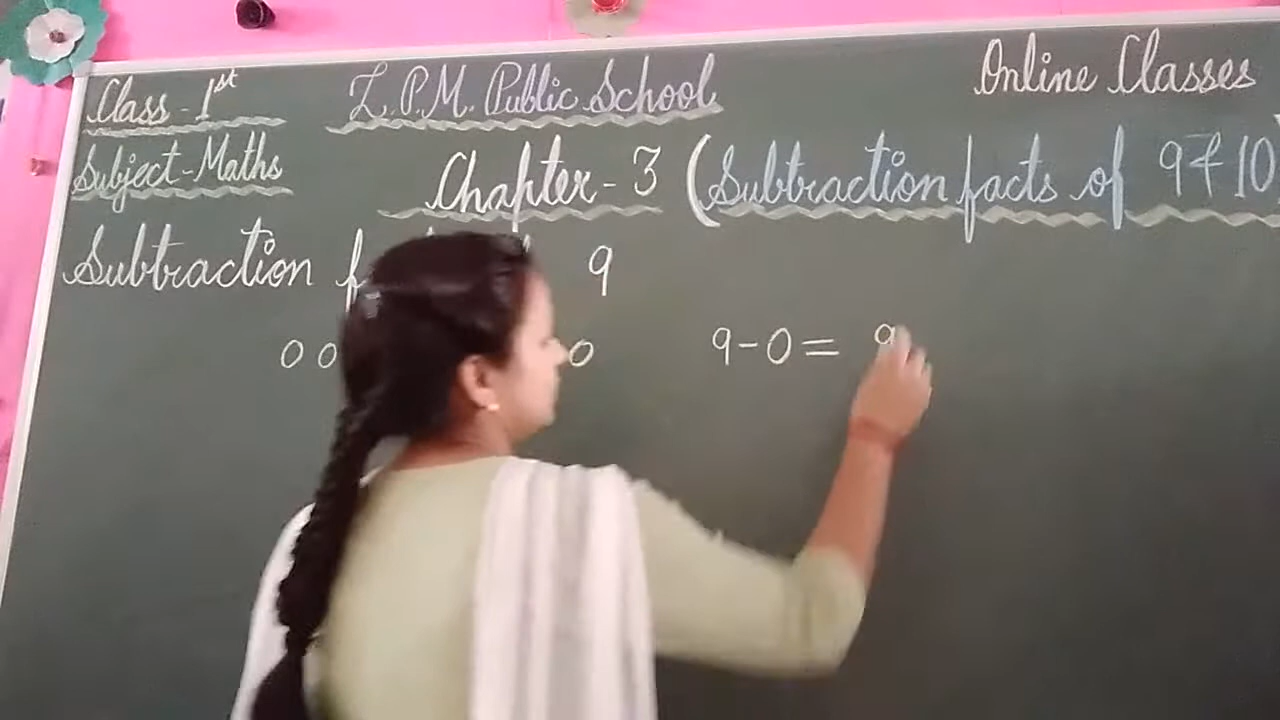 Class - 1st
Z.P.M. Public School
Online Classes
Subject - Maths
Chapter - 3 (Subtraction facts of 9 & 10)
Subtraction f 9
0 0 0
9 - 0 = 9